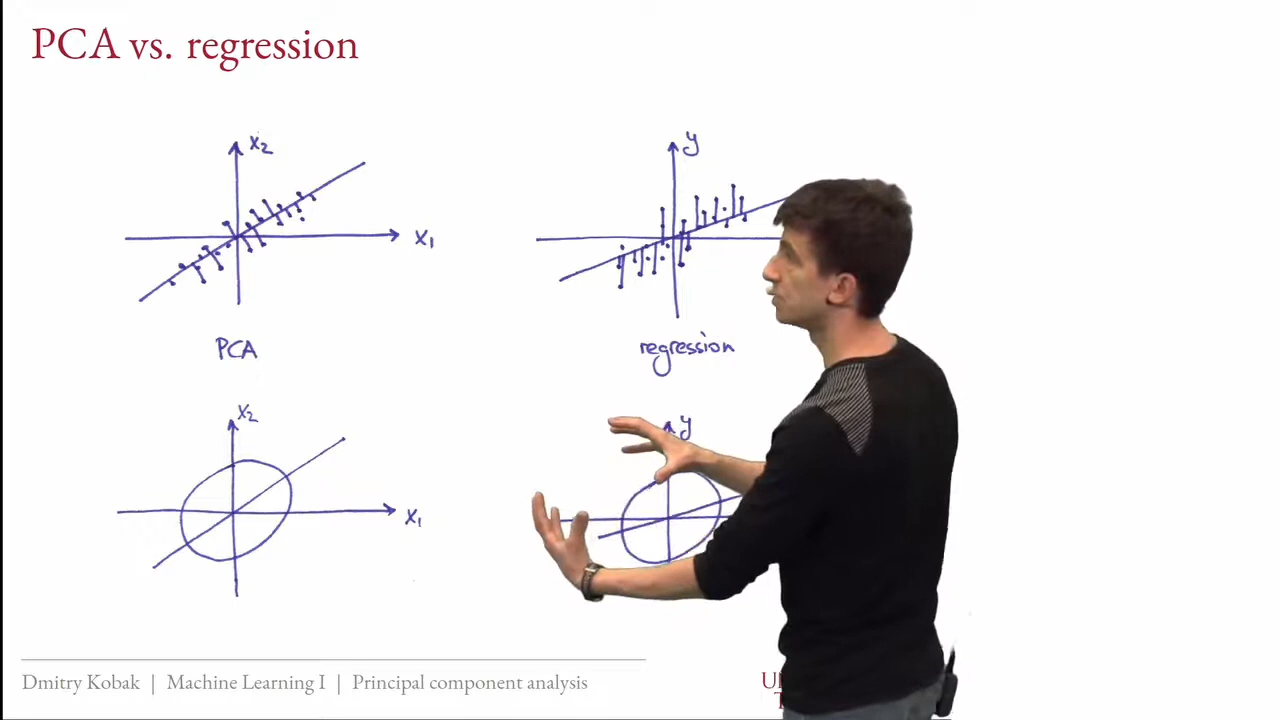 PCA vs. regression
x2
x1
PCA
y
regression
x2
x1
y
Dmitry Kobak | Machine Learning I | Principal component analysis